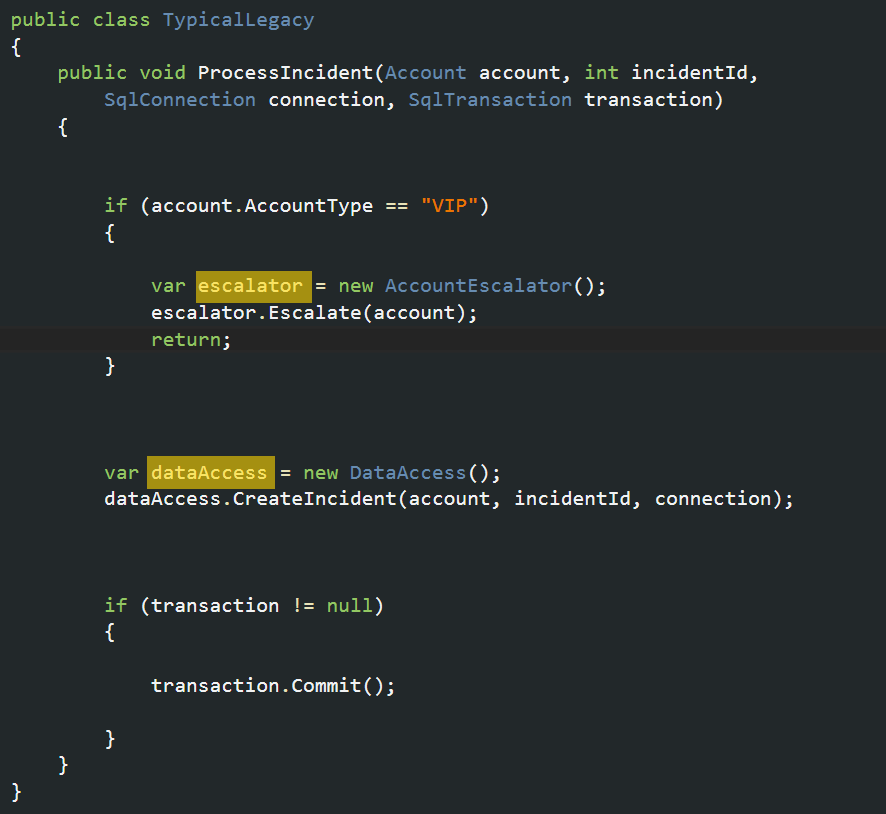 public class TypicalLegacy
{
    public void ProcessIncident(Account account, int incidentId,
        SqlConnection connection, SqlTransaction transaction)
    {
        if (account.AccountType == "VIP")
        {
            var escalator = new AccountEscalator();
            escalator.Escalate(account);
            return;
        }
        var dataAccess = new DataAccess();
        dataAccess.CreateIncident(account, incidentId, connection);
        if (transaction != null)
        {
            transaction.Commit();
        }
    }
}